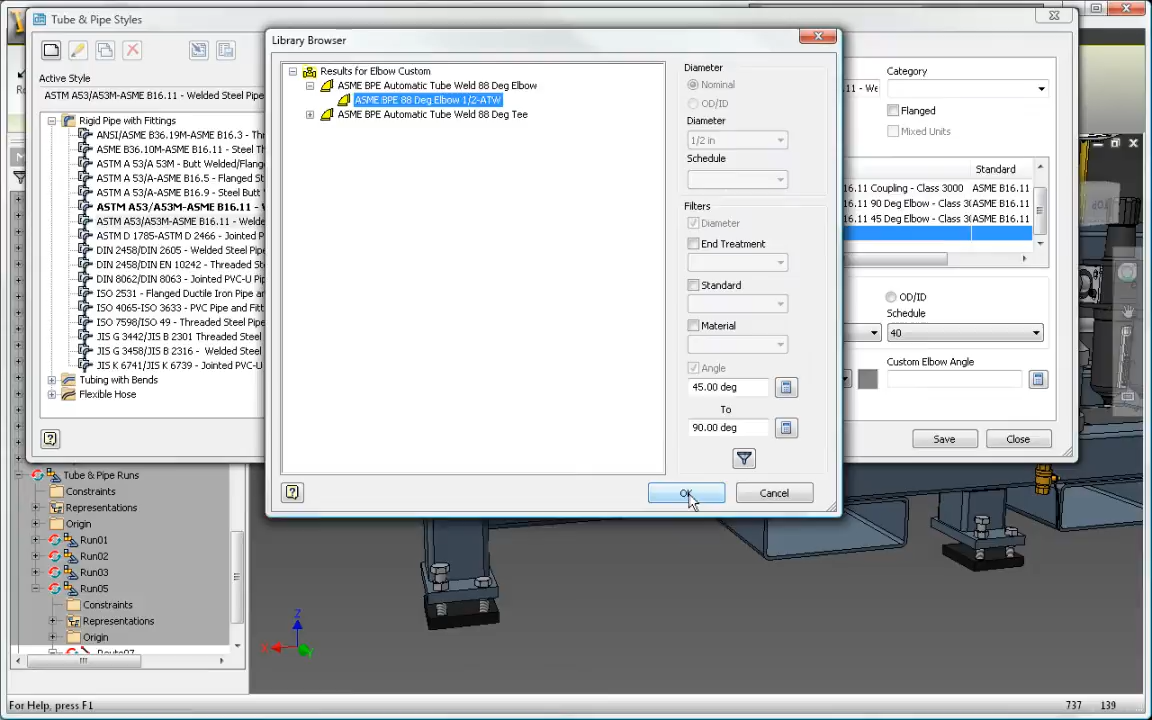 Tube & Pipe Styles
Active Style
ASTM A53/A53M-ASME B16.11 - Welded Steel Pipe
Rigid Pipe with Fittings
ANSI/ASME B36.19M-ASME B16.3 - Thre
ASME B36.10M-ASME B16.11 - Steel Th
ASTM A 53/A 53M - Butt Welded/Flang
ASTM A 53/A-ASME B16.5 - Flanged St
ASTM A 53/A-ASME B16.9 - Steel Butt
ASTM A53/A53M-ASME B16.11 -
ASTM A53/A53M-ASME B16.11 - Welde
ASTM D 1785-ASTM D 2466 - Jointed P
DIN 2458/DIN 2605 - Welded Steel Pip
DIN 2458/DIN EN 10242 - Threaded S
DIN 8062/DIN 8063 - Jointed PVC-U P
ISO 2531 - Flanged Ductile Iron Pipe an
ISO 4065-ISO 3633 - PVC Pipe and Fitt
ISO 7598/ISO 49 - Threaded Steel Pip
JIS G 3442/JIS B 2301 Threaded Steel
JIS G 3458/JIS B 2316 - Welded Steel
JIS K 6741/JIS K 6739 - Jointed PVC-U
Tubing with Bends
Flexible Hose
Library Browser
Results for Elbow Custom
ASME BPE Automatic Tube Weld 88 Deg Elbow
ASME BPE 88 Deg Elbow 1/2-ATW
ASME BPE Automatic Tube Weld 88 Deg Tee
Diameter
Nominal
OD/ID
Diameter
1/2 in
Schedule
Filters
Diameter
End Treatment
Standard
Material
Angle
45.00 deg
To
90.00 deg
OK
Cancel
Category
Flanged
Mixed Units
Standard
16.11 Coupling - Class 3000 ASME B16.11
16.11 90 Deg Elbow - Class 3( ASME B16.11
16.11 45 Deg Elbow - Class 3( ASME B16.11
OD/ID
Schedule
40
Custom Elbow Angle
Save
Close
TOP
Tube & Pipe Runs
Constraints
Representations
Origin
Run01
Run02
Run03
Run05
Constraints
Representations
Origin
Route07
Z
X
Y
For Help, press F1
737
139